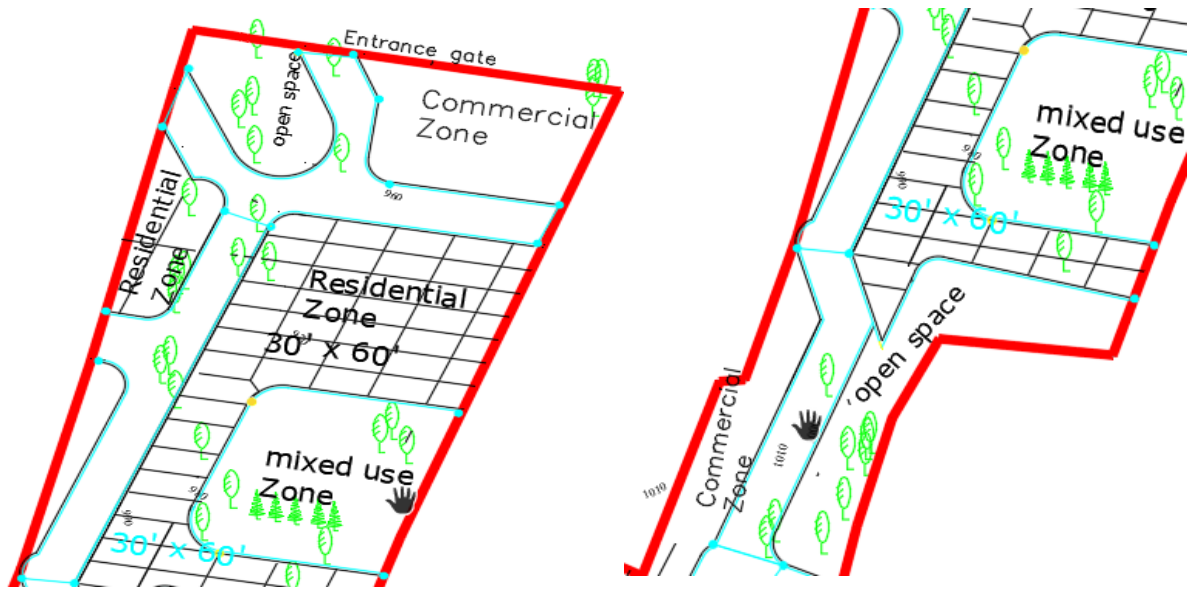 Entrance gate
open space
Commercial
Zone
960
Residential
Zone
Residential
Zone
30' x 60'
mixed use
Zone
30' x 60'
mixed use
Zone
30' x 60'
open space
Commercial
Zone
1010
1010